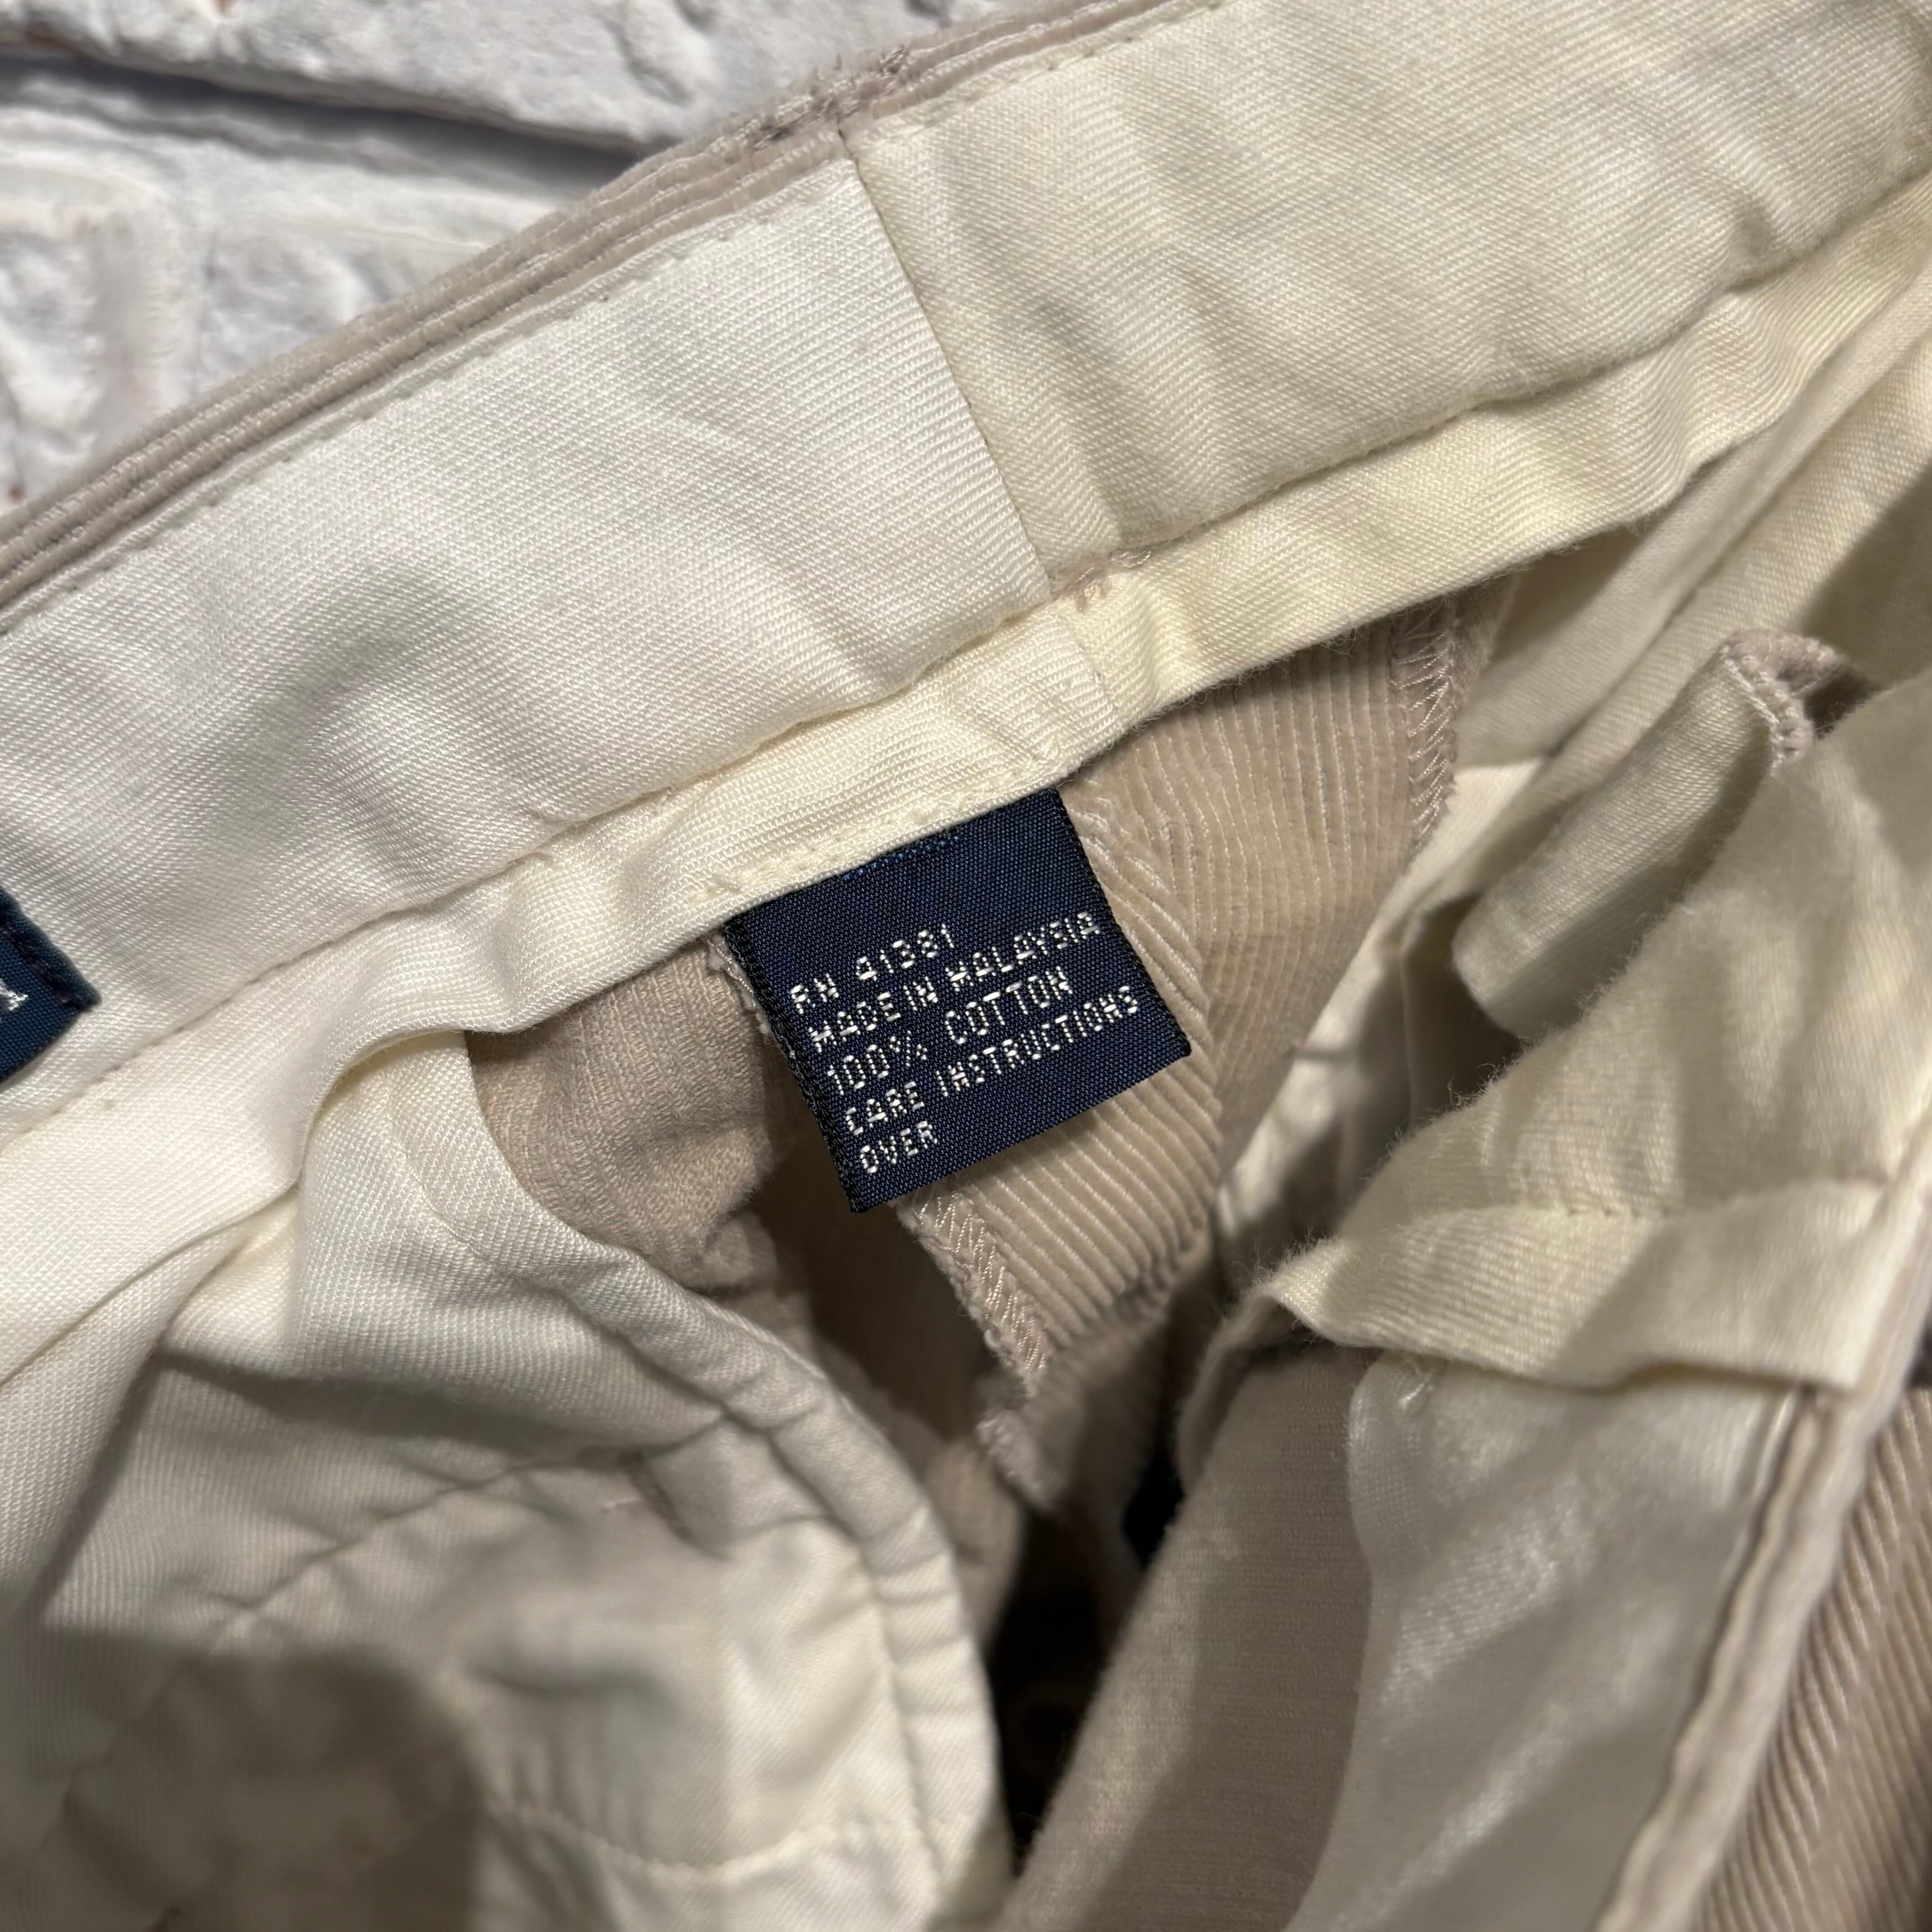 RN 41381
MADE IN MALAYSIA
100% COTTON
CARE INSTRUCTIONS
OVER